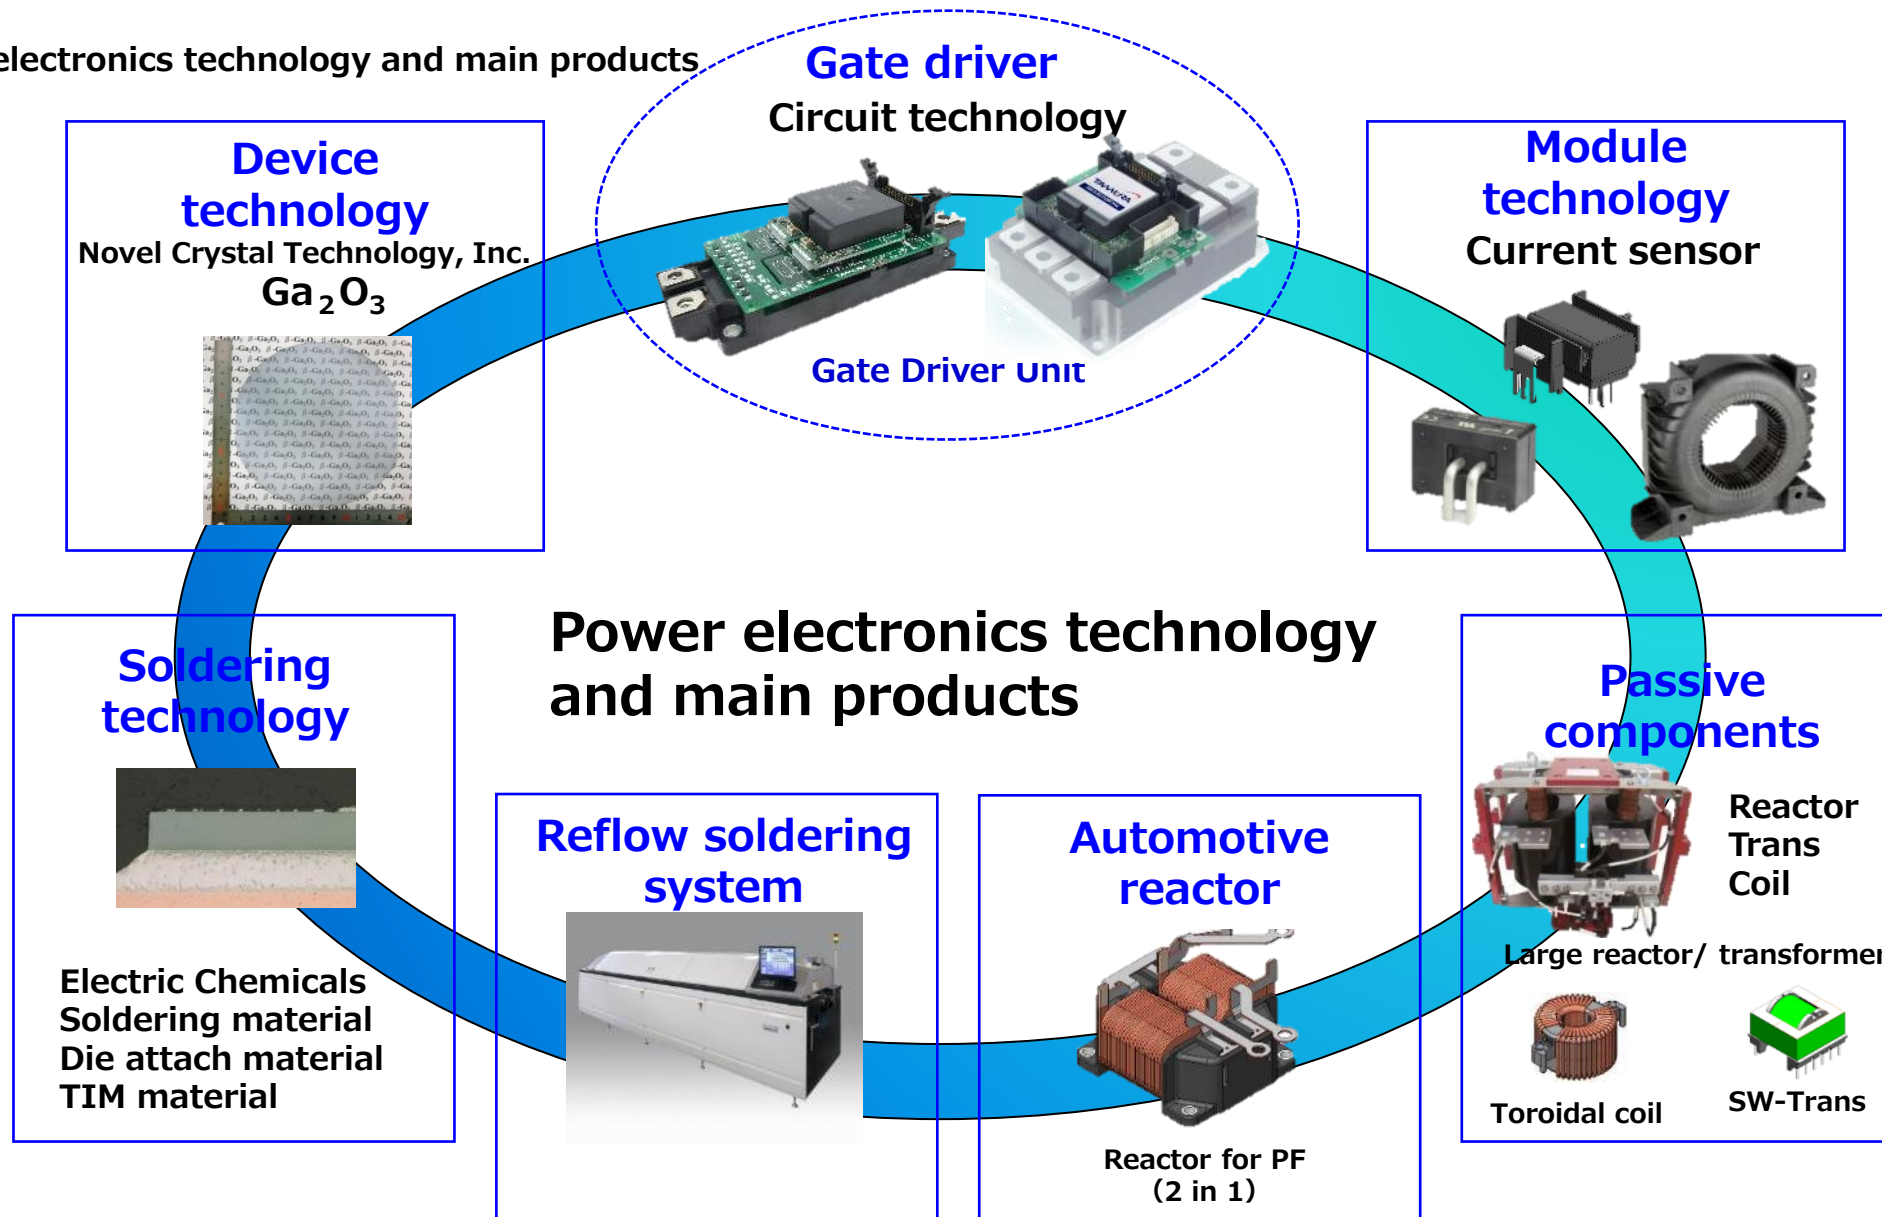 electronics technology and main products
Gate driver
Circuit technology
TAMURA
Gate Driver Unit
Device
technology
Novel Crystal Technology, Inc.
Ga₂O₃
Module
technology
Current sensor
Power electronics technology
and main products
Soldering
technology
Electric Chemicals
Soldering material
Die attach material
TIM material
Reflow soldering
system
Automotive
reactor
Reactor for PF
(2 in 1)
Passive
components
Reactor
Trans
Coil
Large reactor/ transformer
Toroidal coil
SW-Trans